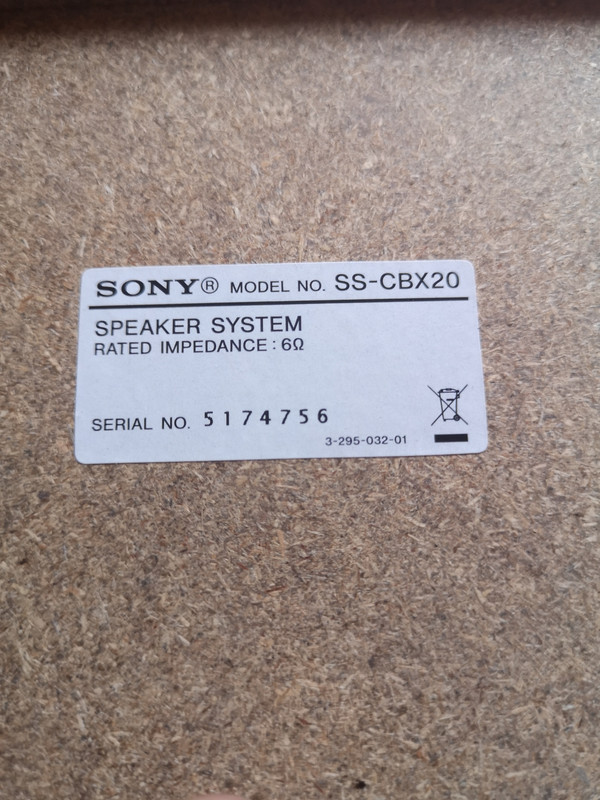 SONY® MODEL NO. SS-CBX20
SPEAKER SYSTEM
RATED IMPEDANCE : 6Ω
SERIAL NO. 5174756
3-295-032-01